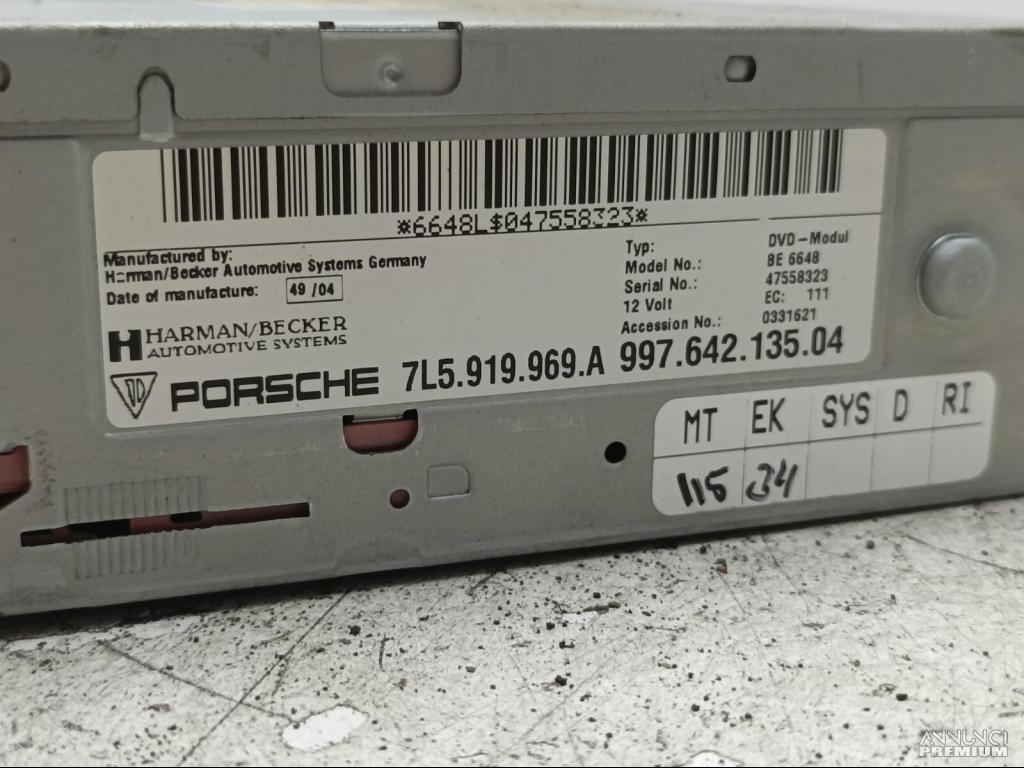 *6648L$047558323*
Manufactured by:
Harman/Becker Automotive Systems Germany
Date of manufacture: 49/04
HARMAN/BECKER
AUTOMOTIVE SYSTEMS
Typ: DVD-Modul
Model No.: BE 6648
Serial No.: 47558323
12 Volt EC: 111
Accession No.: 0331621
PORSCHE 7L5.919.969.A 997.642.135.04
MT EK SYS D RI
115 34
ANNUNCI
PREMIUM